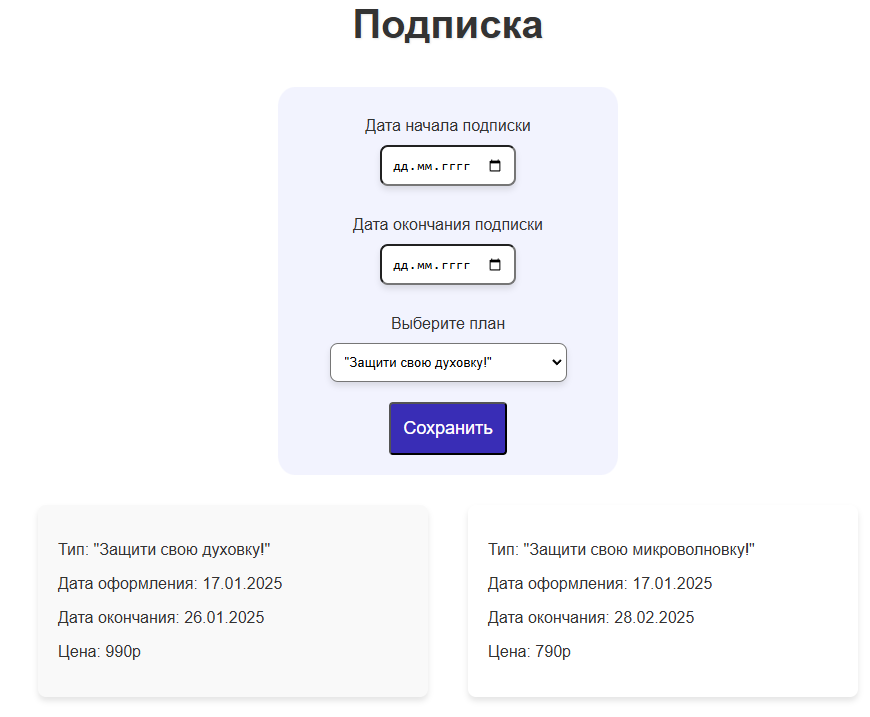 Подписка
Дата начала подписки
дд.мм.гггг
Дата окончания подписки
дд.мм.гггг
Выберите план
"Защити свою духовку!"
Сохранить
Тип: "Защити свою духовку!"
Дата оформления: 17.01.2025
Дата окончания: 26.01.2025
Цена: 990р
Тип: "Защити свою микроволновку!"
Дата оформления: 17.01.2025
Дата окончания: 28.02.2025
Цена: 790р